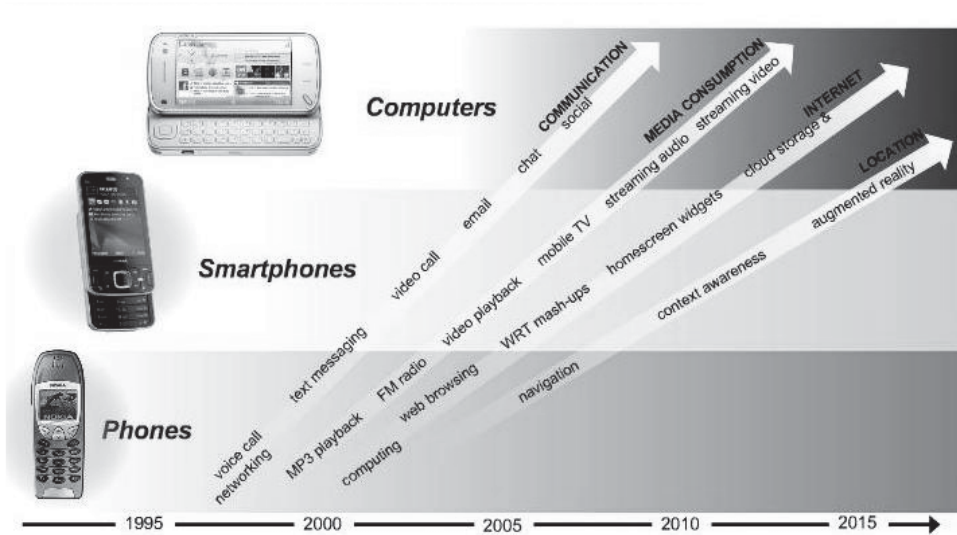 Computers
Smartphones
Phones
COMMUNICATION
voice call
text messaging
video call
email
chat
social
networking
MEDIA CONSUMPTION
MP3 playback
FM radio
video playback
mobile TV
streaming audio
streaming video
INTERNET
web browsing
WRT mash-ups
homescreen widgets
cloud storage &
computing
LOCATION
navigation
context awareness
augmented reality
NOKIA
NOKIA
1995
2000
2005
2010
2015